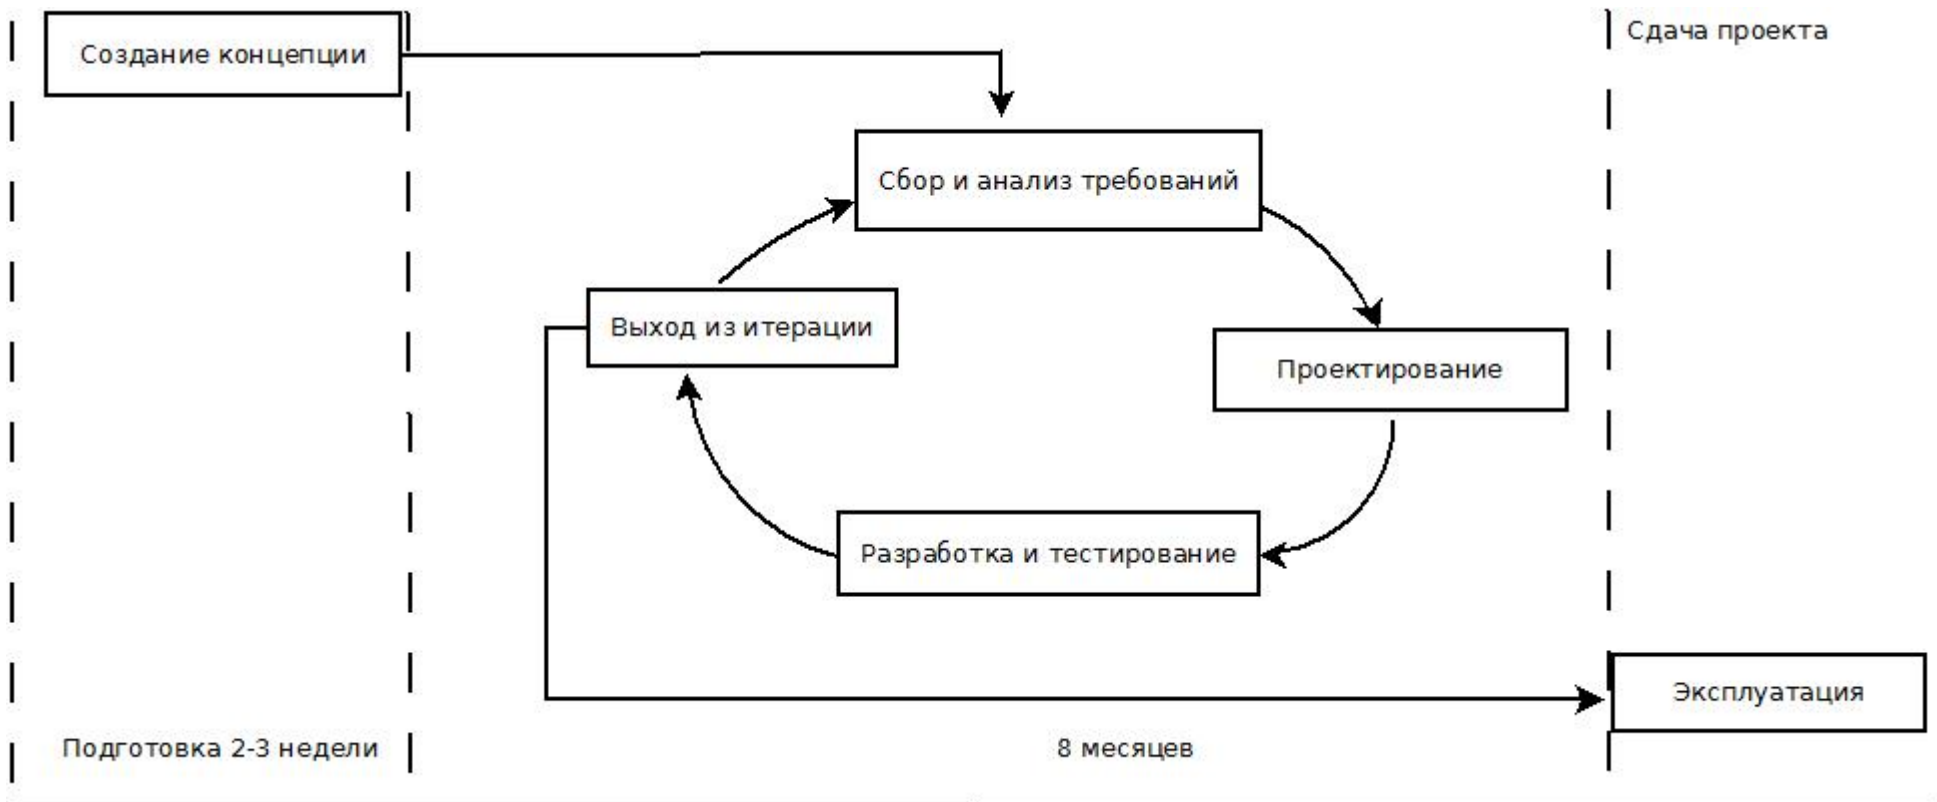 Создание концепции
Сдача проекта
Сбор и анализ требований
Выход из итерации
Проектирование
Разработка и тестирование
Эксплуатация
Подготовка 2-3 недели
8 месяцев